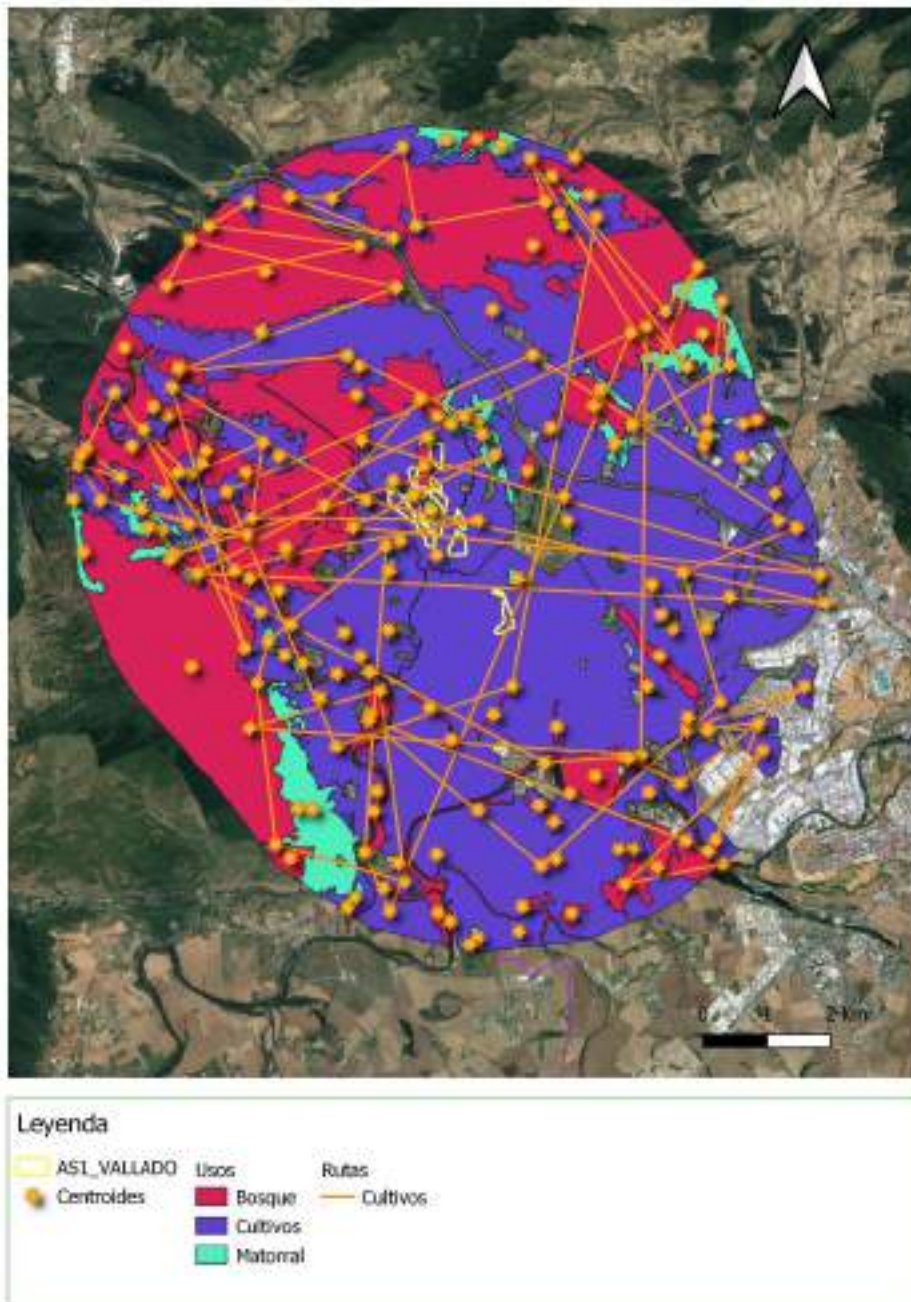 0 1 2 Km
Leyenda
AS1_VALLADO Usos Rutas
Centroides Bosque Cultivos
Cultivos
Matorral